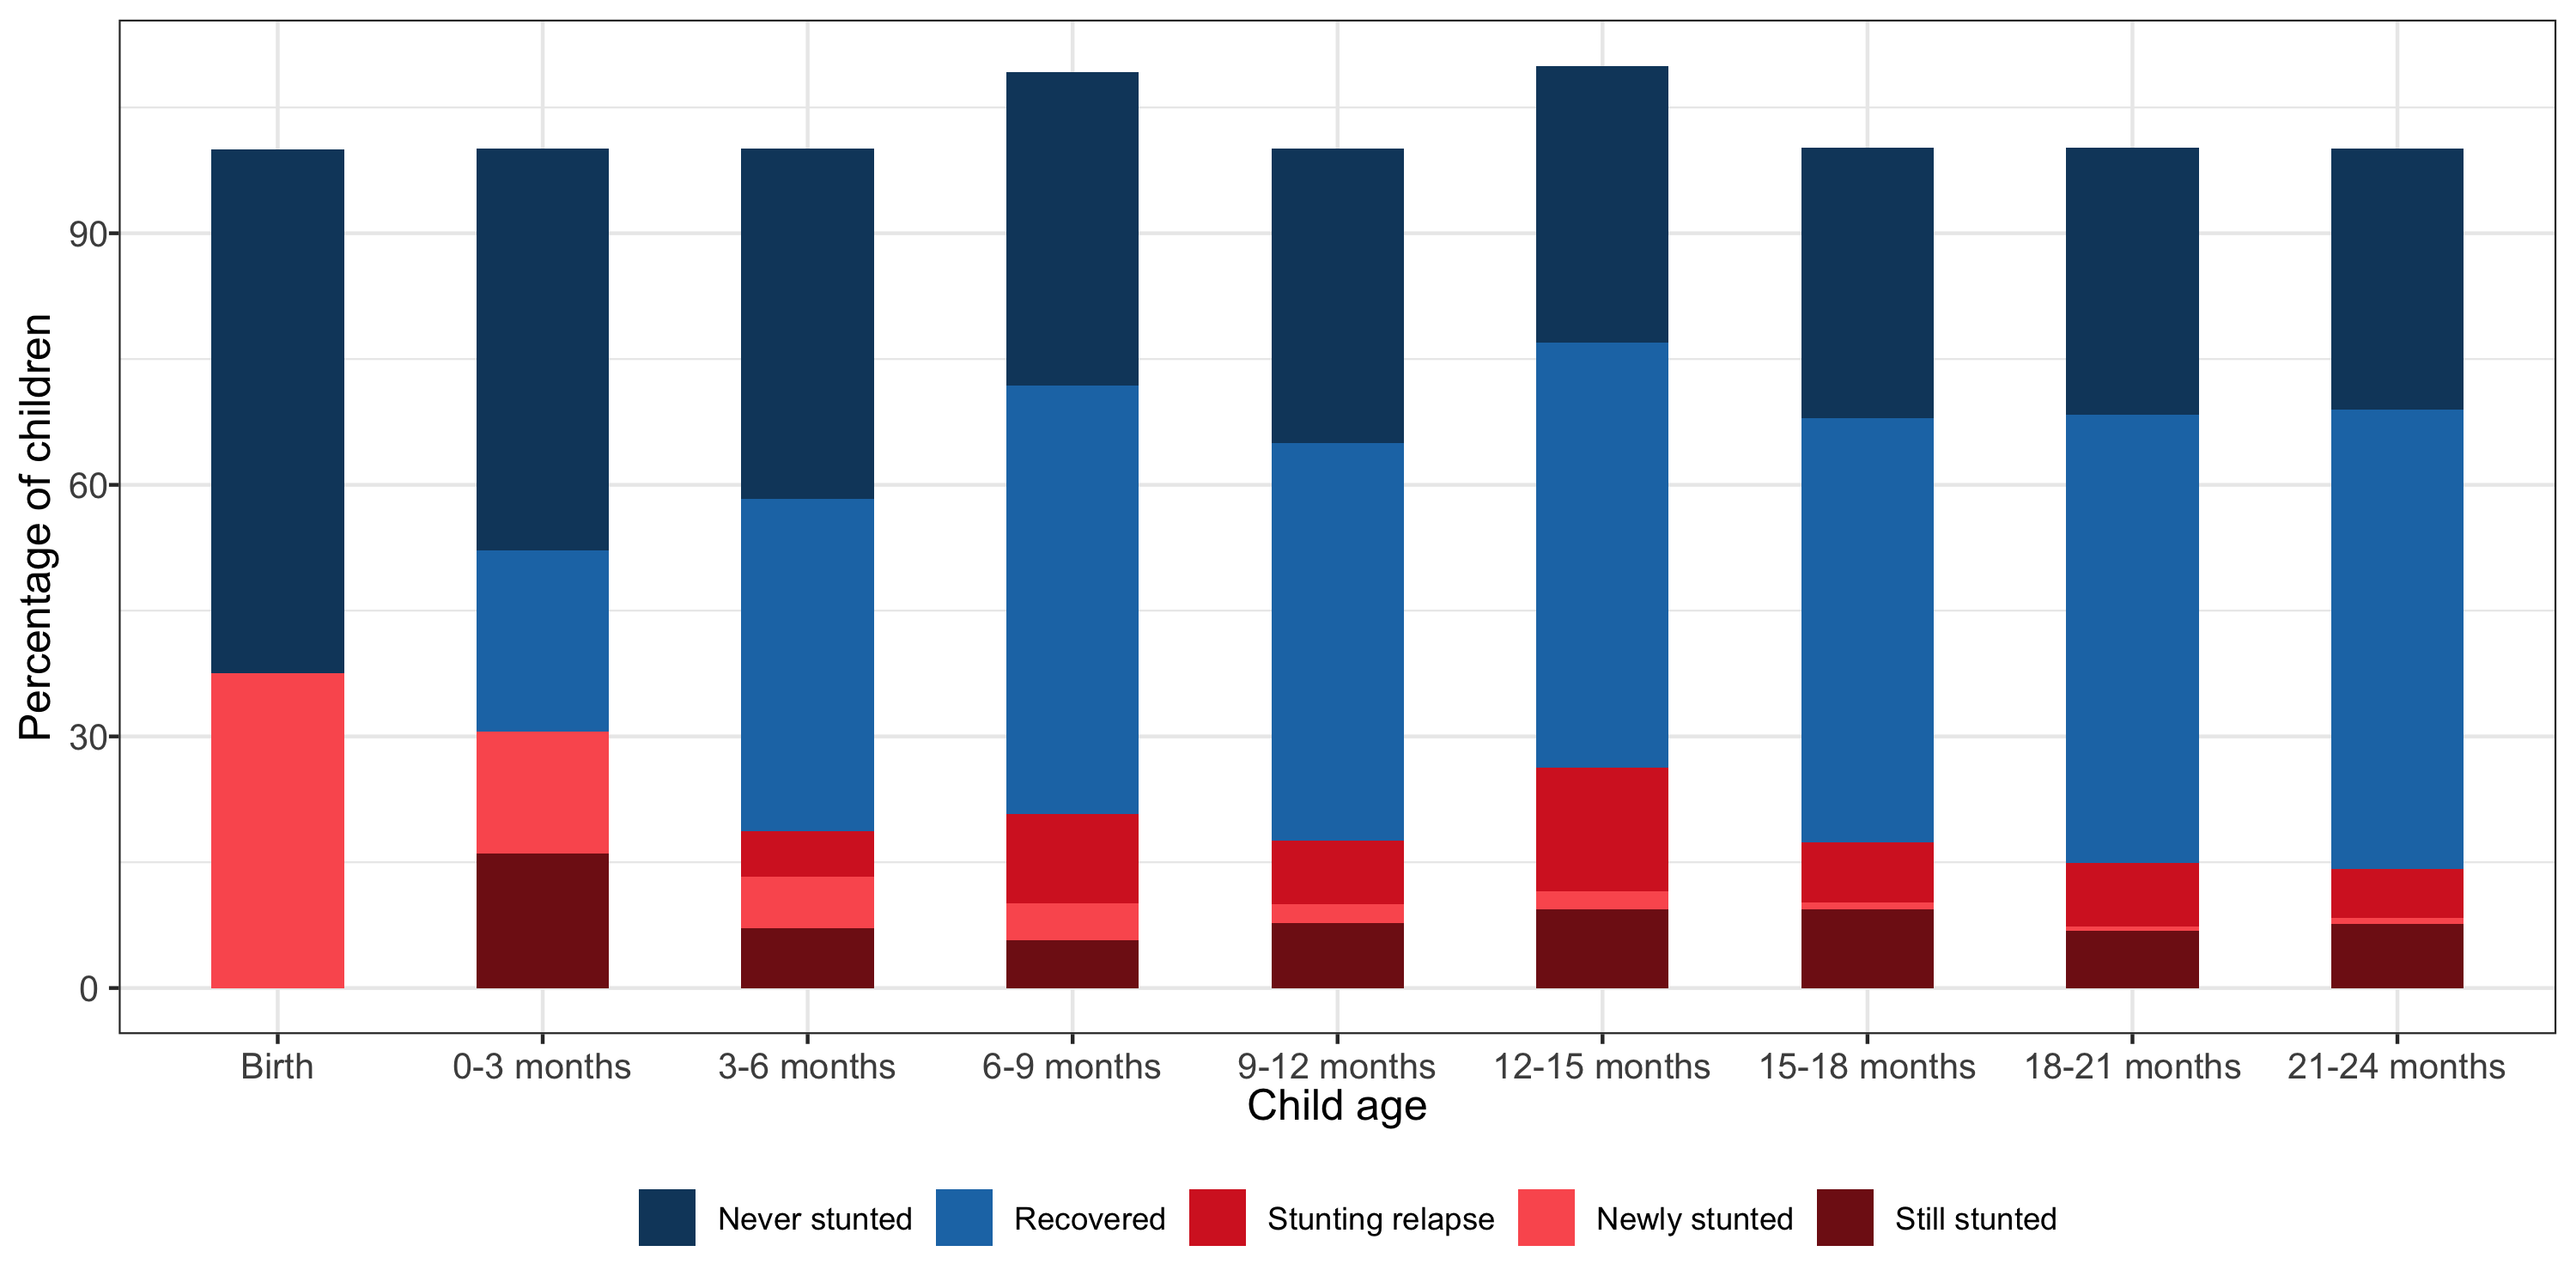 Percentage of children
90
60
30
0
Birth 0-3 months 3-6 months 6-9 months 9-12 months 12-15 months 15-18 months 18-21 months 21-24 months
Child age
Never stunted Recovered Stunting relapse Newly stunted Still stunted